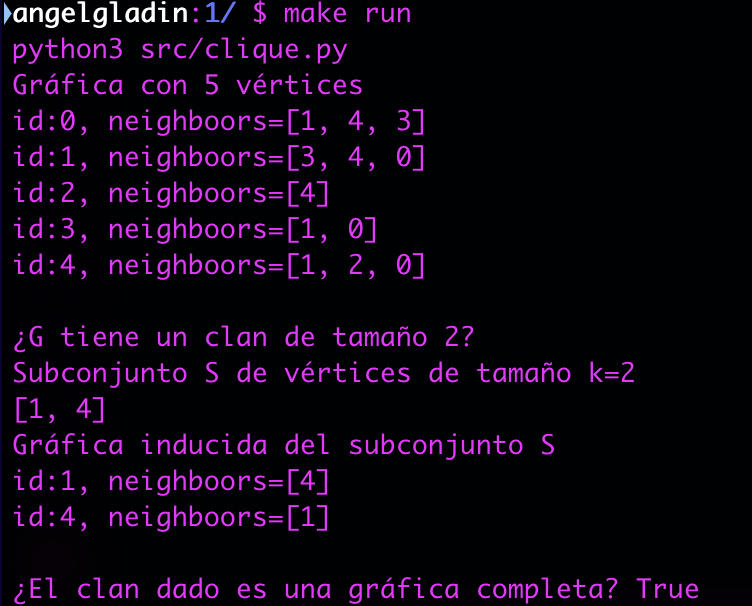 angelgladin:1/ $ make run
python3 src/clique.py
Gráfica con 5 vértices
id:0, neighboors=[1, 4, 3]
id:1, neighboors=[3, 4, 0]
id:2, neighboors=[4]
id:3, neighboors=[1, 0]
id:4, neighboors=[1, 2, 0]
¿G tiene un clan de tamaño 2?
Subconjunto S de vértices de tamaño k=2
[1, 4]
Gráfica inducida del subconjunto S
id:1, neighboors=[4]
id:4, neighboors=[1]
¿El clan dado es una gráfica completa? True